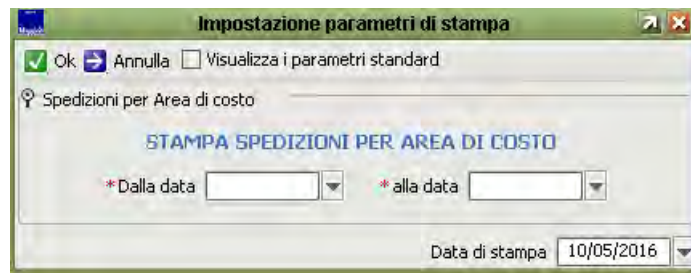 Impostazione parametri di stampa
Ok Annulla Visualizza i parametri standard
Spedizioni per Area di costo
STAMPA SPEDIZIONI PER AREA DI COSTO
*Dalla data * alla data
Data di stampa 10/05/2016